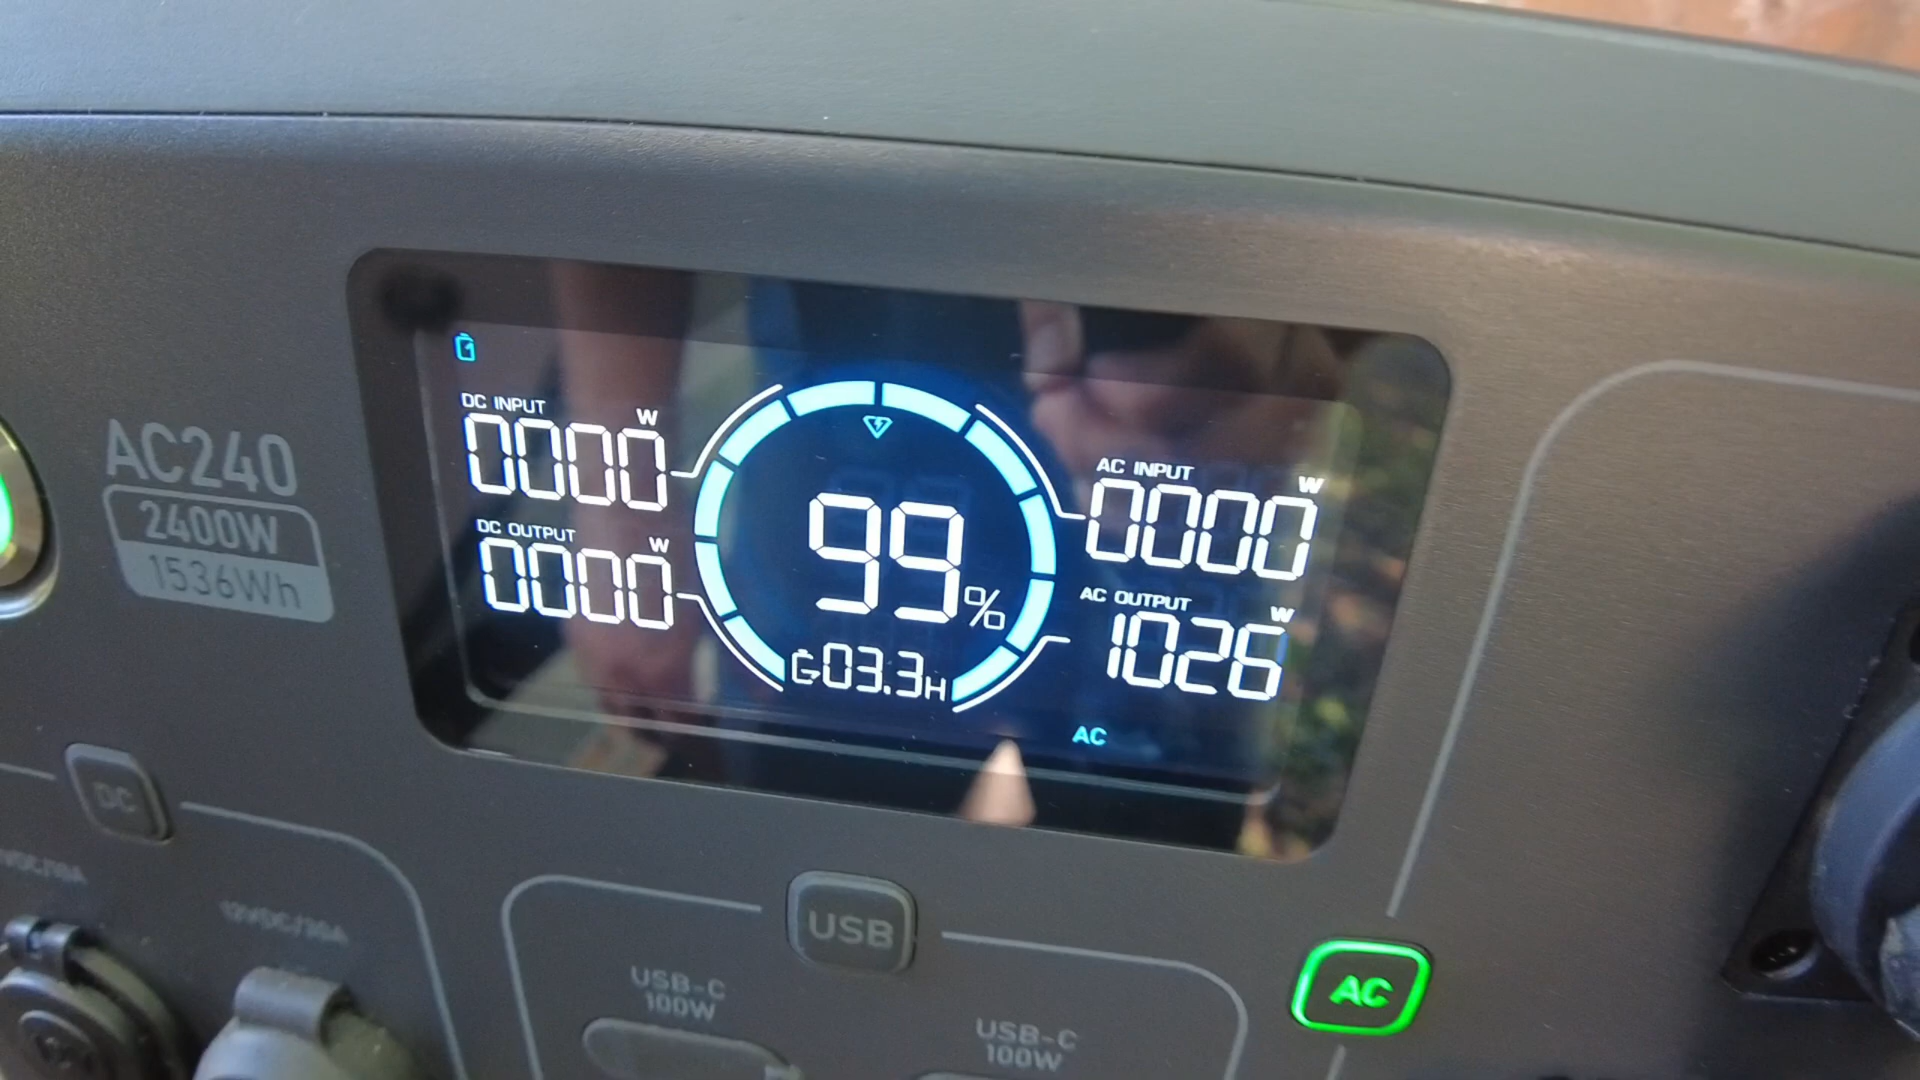 AC240
2400W
1536Wh
DC INPUT
W
0000
DC OUTPUT
W
0000
99%
03.3H
AC INPUT
W
0000
AC OUTPUT
W
1026
AC
DC
12VDC/30A
USB
USB-C
100W
USB-C
100W
AC